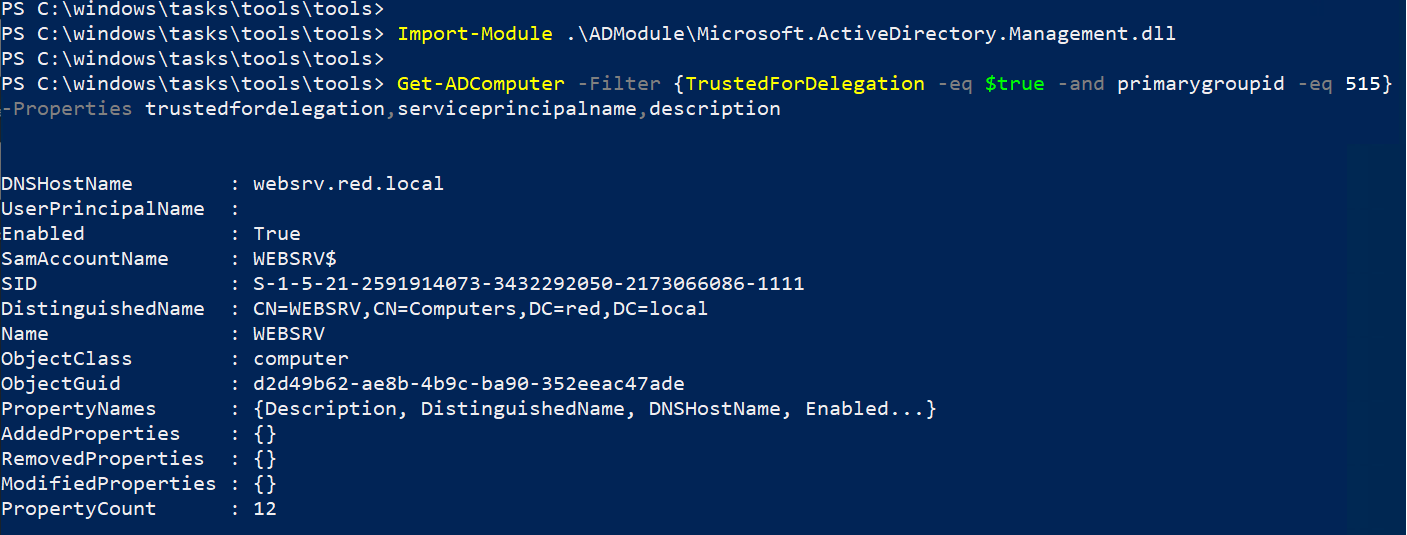 PS C:\windows\tasks\tools\tools>
PS C:\windows\tasks\tools\tools> Import-Module .\ADModule\Microsoft.ActiveDirectory.Management.dll
PS C:\windows\tasks\tools\tools>
PS C:\windows\tasks\tools\tools> Get-ADComputer -Filter {TrustedForDelegation -eq $true -and primarygroupid -eq 515}
-Properties trustedfordelegation,serviceprincipalname,description
DNSHostName : websrv.red.local
UserPrincipalName :
Enabled : True
SamAccountName : WEBSRV$
SID : S-1-5-21-2591914073-3432292050-2173066086-1111
DistinguishedName : CN=WEBSRV,CN=Computers,DC=red,DC=local
Name : WEBSRV
ObjectClass : computer
ObjectGuid : d2d49b62-ae8b-4b9c-ba90-352eeac47ade
PropertyNames : {Description, DistinguishedName, DNSHostName, Enabled...}
AddedProperties : {}
RemovedProperties : {}
ModifiedProperties : {}
PropertyCount : 12